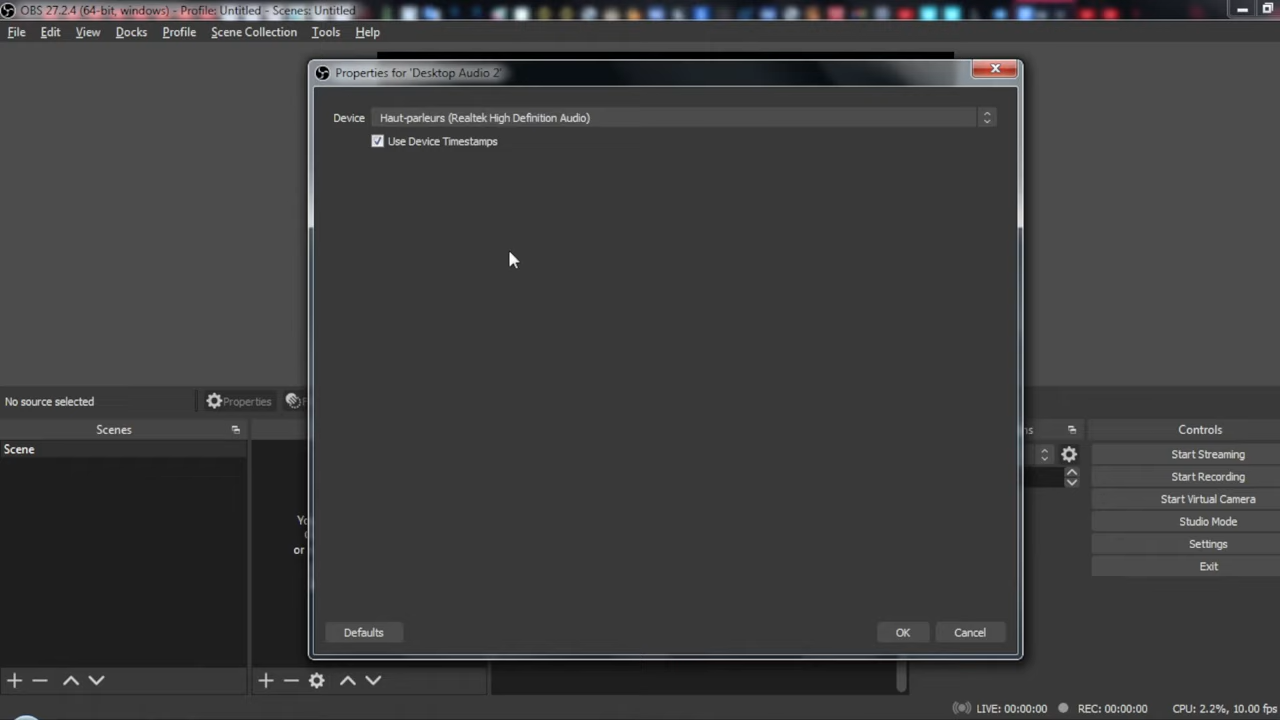 OBS 27.2.4 (64-bit, windows) - Profile: Untitled - Scenes: Untitled
File Edit View Docks Profile Scene Collection Tools Help
Properties for 'Desktop Audio 2'
Device Haut-parleurs (Realtek High Definition Audio)
Use Device Timestamps
No source selected
Properties
Scenes
Controls
Scene
Start Streaming
Start Recording
Start Virtual Camera
Studio Mode
or
Settings
Exit
Defaults
OK
Cancel
LIVE: 00:00:00
REC: 00:00:00
CPU: 2.2%, 10.00 fps